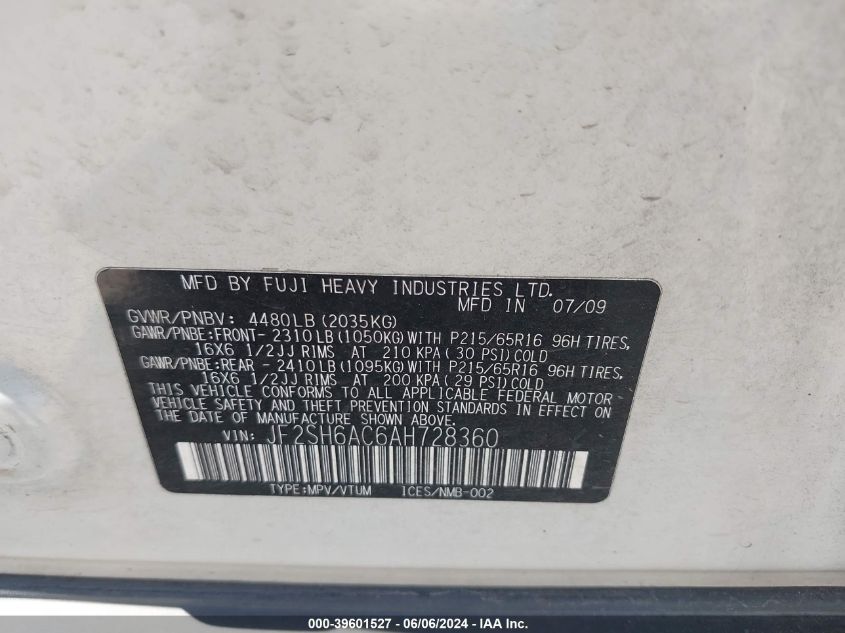 MFD BY FUJI HEAVY INDUSTRIES LTD.
MFD IN 07/09
GVWR/PNBV: 4480LB (2035KG)
GAWR/PNBE:FRONT- 2310LB (1050KG)WITH P215/65R16 96H TIRES,
16X6 1/2JJ RIMS AT 210 KPA ( 30 PSI)COLD
GAWR/PNBE:REAR - 2410LB (1095KG)WITH P215/65R16 96H TIRES,
16X6 1/2JJ RIMS AT 200 KPA ( 29 PSI)COLD
THIS VEHICLE CONFORMS TO ALL APPLICABLE FEDERAL MOTOR
VEHICLE SAFETY AND THEFT PREVENTION STANDARDS IN EFFECT ON
THE DATE OF MANUFACTURE SHOWN ABOVE.
VIN: JF2SH6AC6AH728360
TYPE:MPV/VTUM ICES/NMB-002
000-39601527 - 06/06/2024 - IAA Inc.